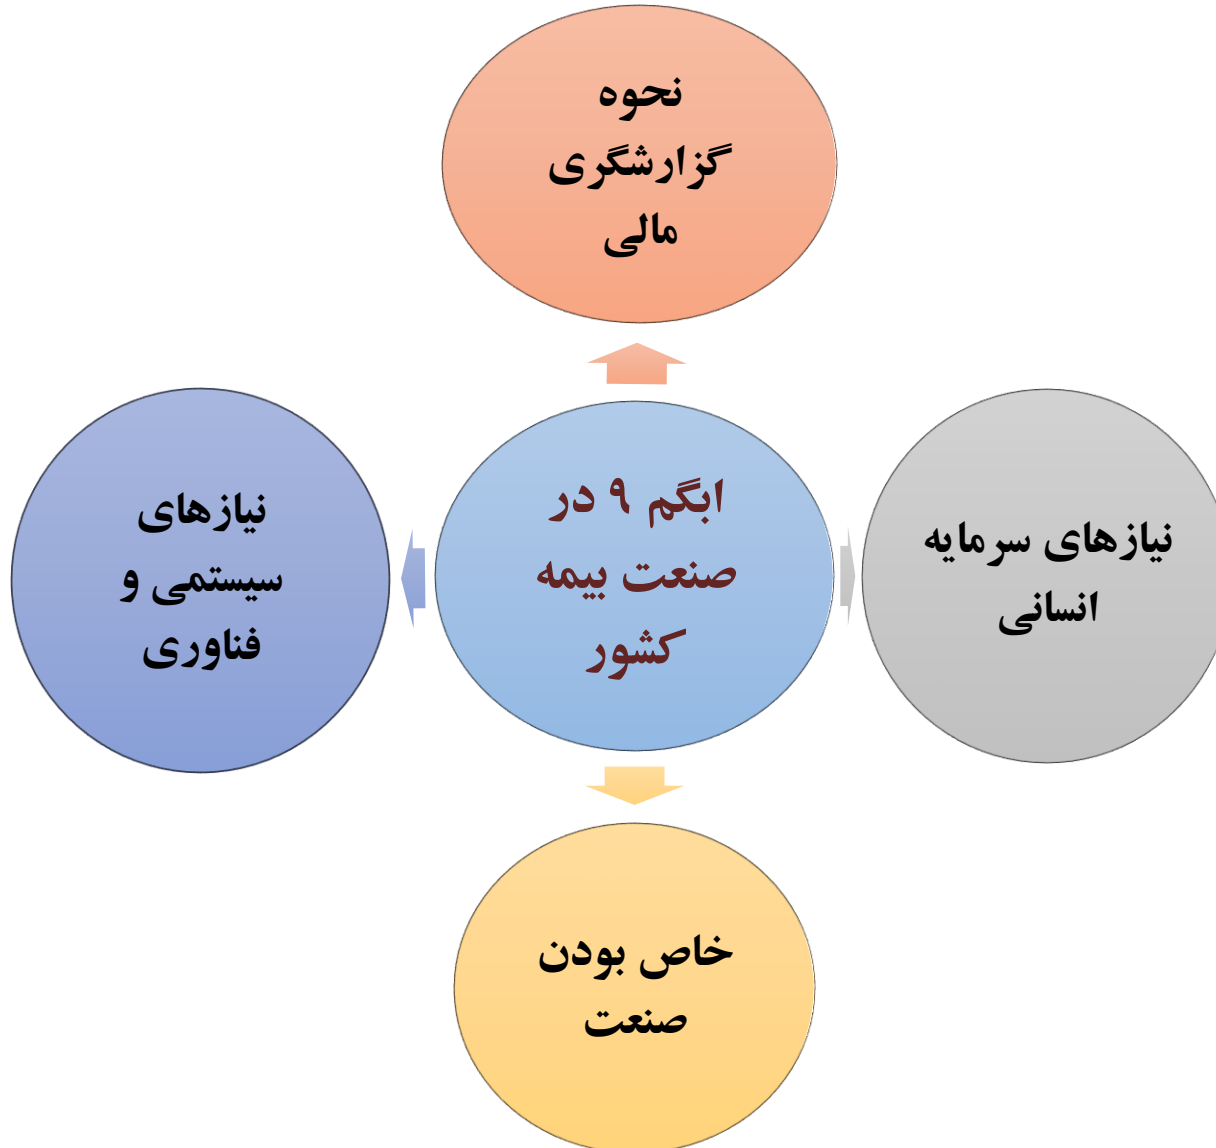 نحوه
گزارشگری
مالی
ابگم ۹ در
صنعت بیمه
کشور
نیازهای سرمایه
انسانی
نیازهای
سیستمی و
فناوری
خاص بودن
صنعت